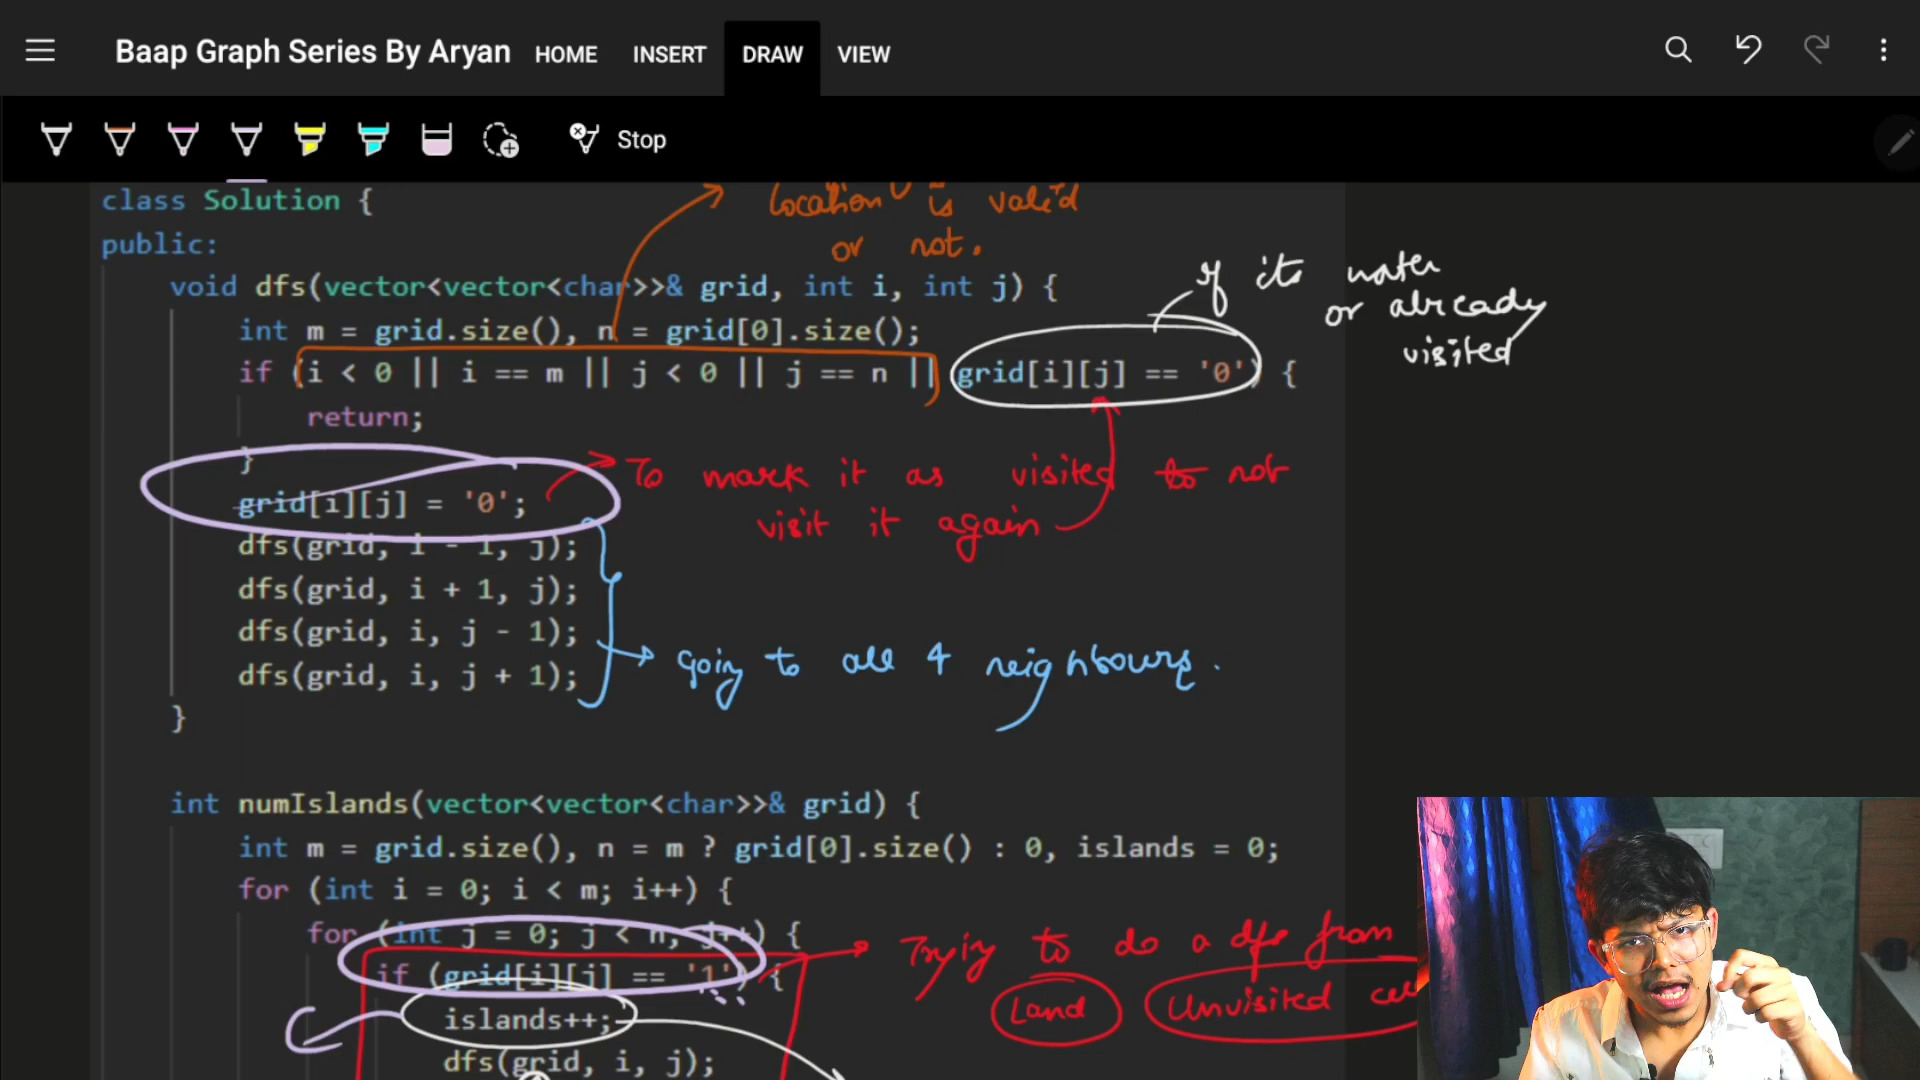 Baap Graph Series By Aryan HOME INSERT DRAW VIEW
Stop
class Solution {
location is valid
or not.
public:
If its water
or already
visited
void dfs(vector<vector<char>>& grid, int i, int j) {
int m = grid.size(), n = grid[0].size();
if (i < 0 || i == m || j < 0 || j == n || grid[i][j] == '0') {
return;
}
To mark it as visited to not
visit it again
grid[i][j] = '0';
dfs(grid, i - 1, j);
dfs(grid, i + 1, j);
dfs(grid, i, j - 1);
dfs(grid, i, j + 1);
going to all 4 neighbours.
}
int numIslands(vector<vector<char>>& grid) {
int m = grid.size(), n = m ? grid[0].size() : 0, islands = 0;
for (int i = 0; i < m; i++) {
for (int j = 0; j < n; j++) {
Trying to do a dfs from
Land Unvisited
if (grid[i][j] == '1') {
islands++;
dfs(grid, i, j);